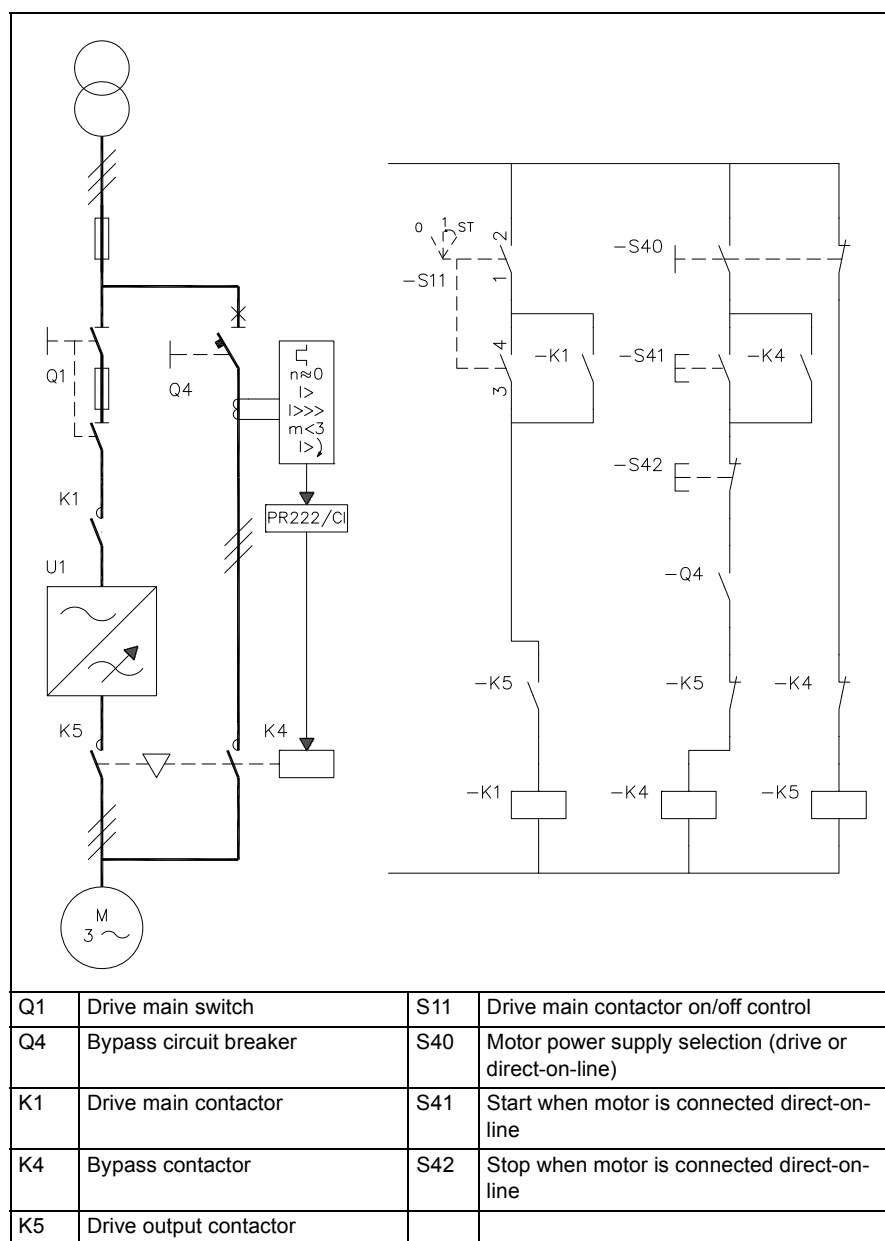 0 1 ST
2
1
-S11
4
3
-K1
-S40
-S41
-K4
-S42
-Q4
-K5
-K5
-K4
-K1
-K4
-K5
Q1
Q4
n≈0
I>
I>>>
m<3
I>
PR222/CI
K1
U1
K5
K4
M
3
Q1 Drive main switch S11 Drive main contactor on/off control
Q4 Bypass circuit breaker S40 Motor power supply selection (drive or
direct-on-line)
K1 Drive main contactor S41 Start when motor is connected direct-on-
line
K4 Bypass contactor S42 Stop when motor is connected direct-on-
line
K5 Drive output contactor